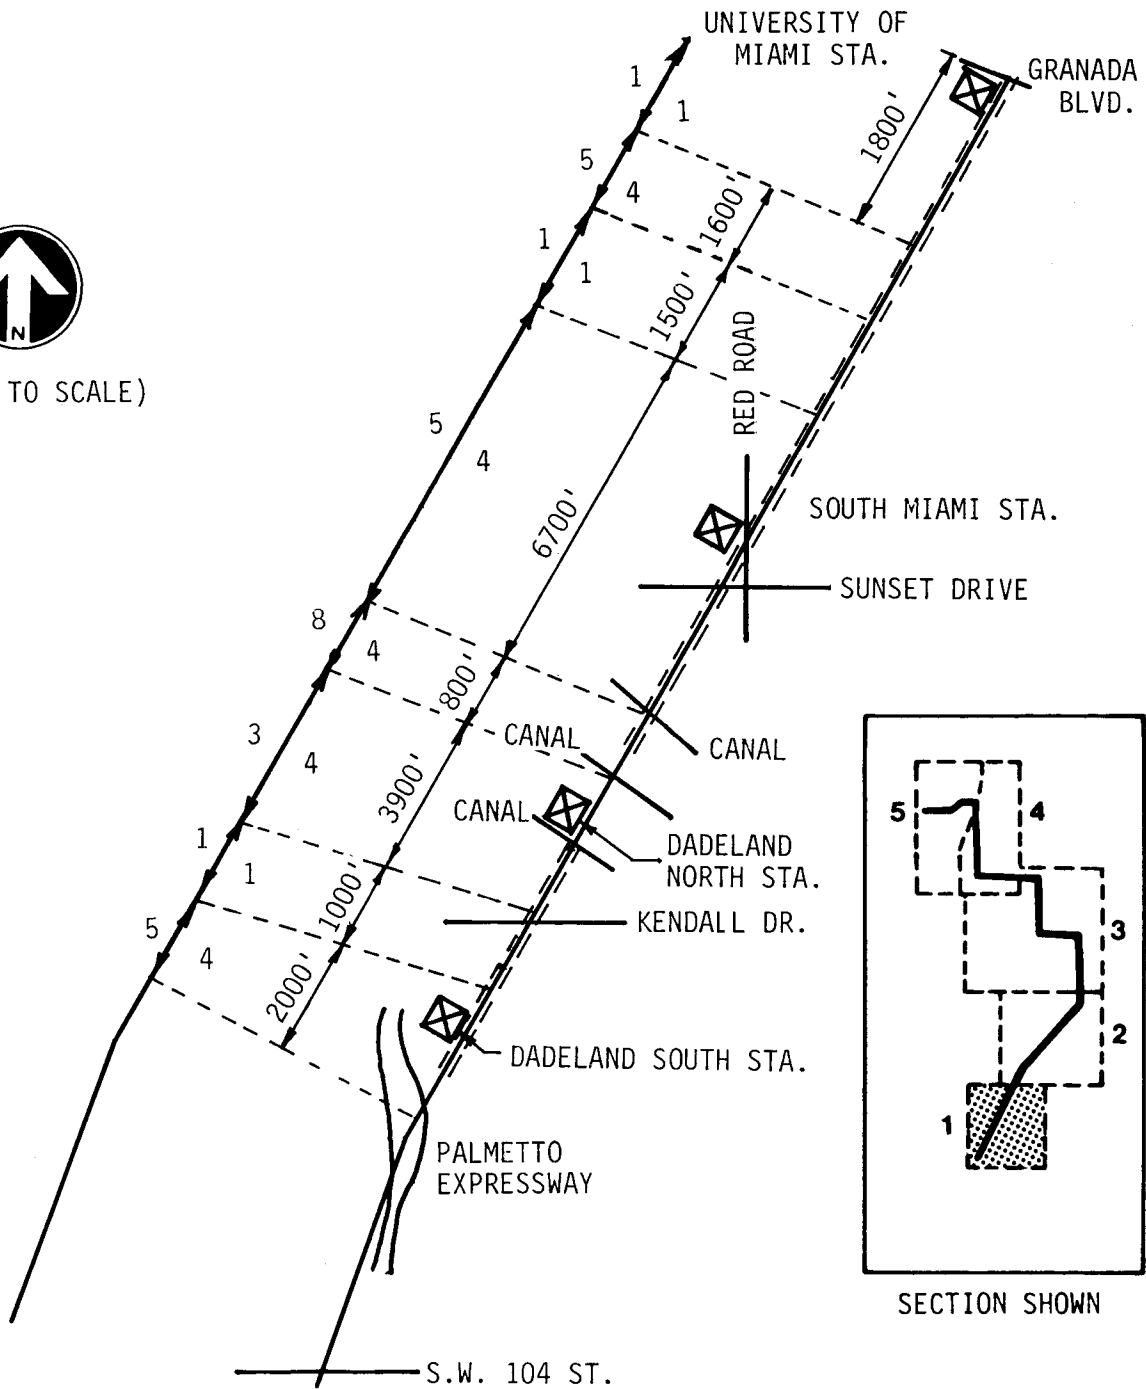 UNIVERSITY OF
MIAMI STA.
GRANADA
BLVD.
1
1
1800'
5
4
1600'
1
1
1500'
N
TO SCALE)
RED ROAD
5
4
6700'
SOUTH MIAMI STA.
SUNSET DRIVE
8
4
800'
CANAL
CANAL
3
4
3900'
CANAL
DADELAND
NORTH STA.
1
1
1000'
KENDALL DR.
5
4
2000'
DADELAND SOUTH STA.
PALMETTO
EXPRESSWAY
S.W. 104 ST.
5
4
3
2
1
SECTION SHOWN